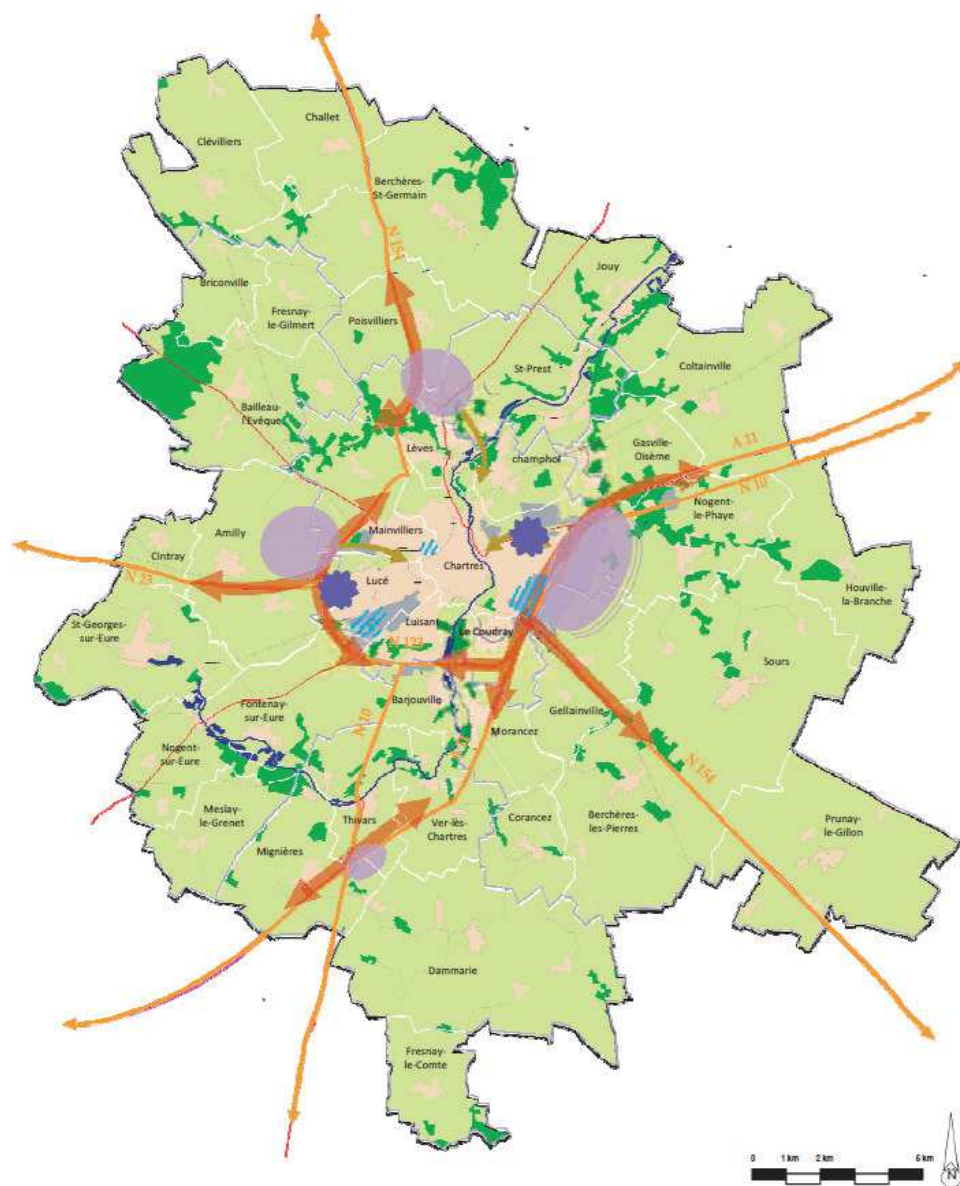 Challet
Clévilliers
Berchères-
St-Germain
N 154
Jouy
Briconville
Fresnay-
le-Gilmert
Poisvilliers
St-Prest
Coltainville
Bailleau-
l'Evêque
Lèves
champhol
Gasville-
Oisème
A 11
N 10
Nogent-
le-Phaye
Amilly
Mainvilliers
Cintray
N 23
Lucé
Chartres
Houville-
la-Branche
St-Georges-
sur-Eure
Luisant
Le Coudray
N 123
Sours
Fontenay-
sur-Eure
Barjouville
Gellainville
N 10
Morancez
Nogent-
sur-Eure
N 154
Meslay-
le-Grenet
Thivars
Ver-lès-
Chartres
Corancez
Berchères-
les-Pierres
Prunay-
le-Gillon
Mignières
Dammarie
Fresnay-
le-Comte
0 1 km 2 km 5 km
N